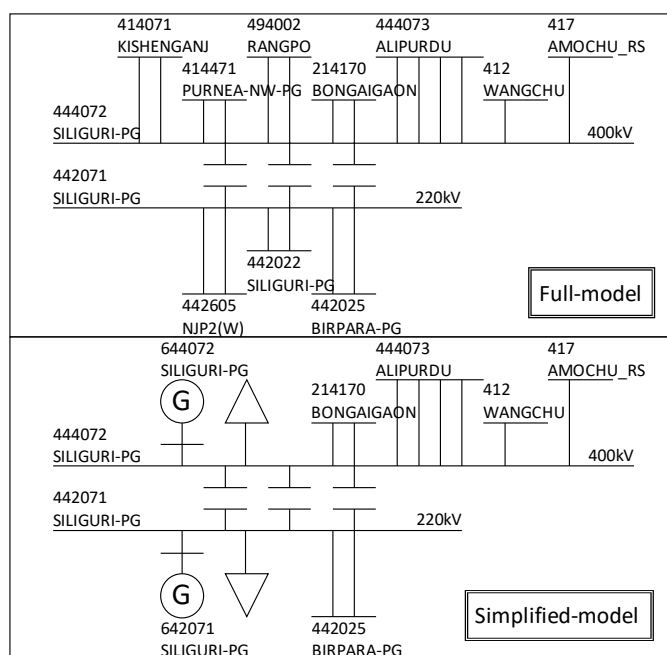 414071
KISHENGANJ
494002
RANGPO
444073
ALIPURDU
417
AMOCHU_RS
414471
PURNEA-NW-PG
214170
BONGAIGAON
412
WANGCHU
444072
SILIGURI-PG
400kV
442071
SILIGURI-PG
220kV
442022
SILIGURI-PG
442605
NJP2(W)
442025
BIRPARA-PG
Full-model
644072
SILIGURI-PG
444073
ALIPURDU
417
AMOCHU_RS
G
214170
BONGAIGAON
412
WANGCHU
444072
SILIGURI-PG
400kV
442071
SILIGURI-PG
220kV
G
642071
SILIGURI-PG
442025
BIRPARA-PG
Simplified-model